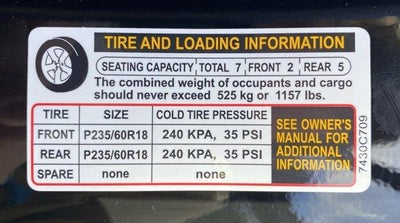 TIRE AND LOADING INFORMATION
SEATING CAPACITY TOTAL 7 FRONT 2 REAR 5
The combined weight of occupants and cargo
should never exceed 525 kg or 1157 lbs.
TIRE SIZE COLD TIRE PRESSURE
FRONT P235/60R18 240 KPA, 35 PSI
REAR P235/60R18 240 KPA, 35 PSI
SPARE none none
SEE OWNER'S
MANUAL FOR
ADDITIONAL
INFORMATION
7430C709